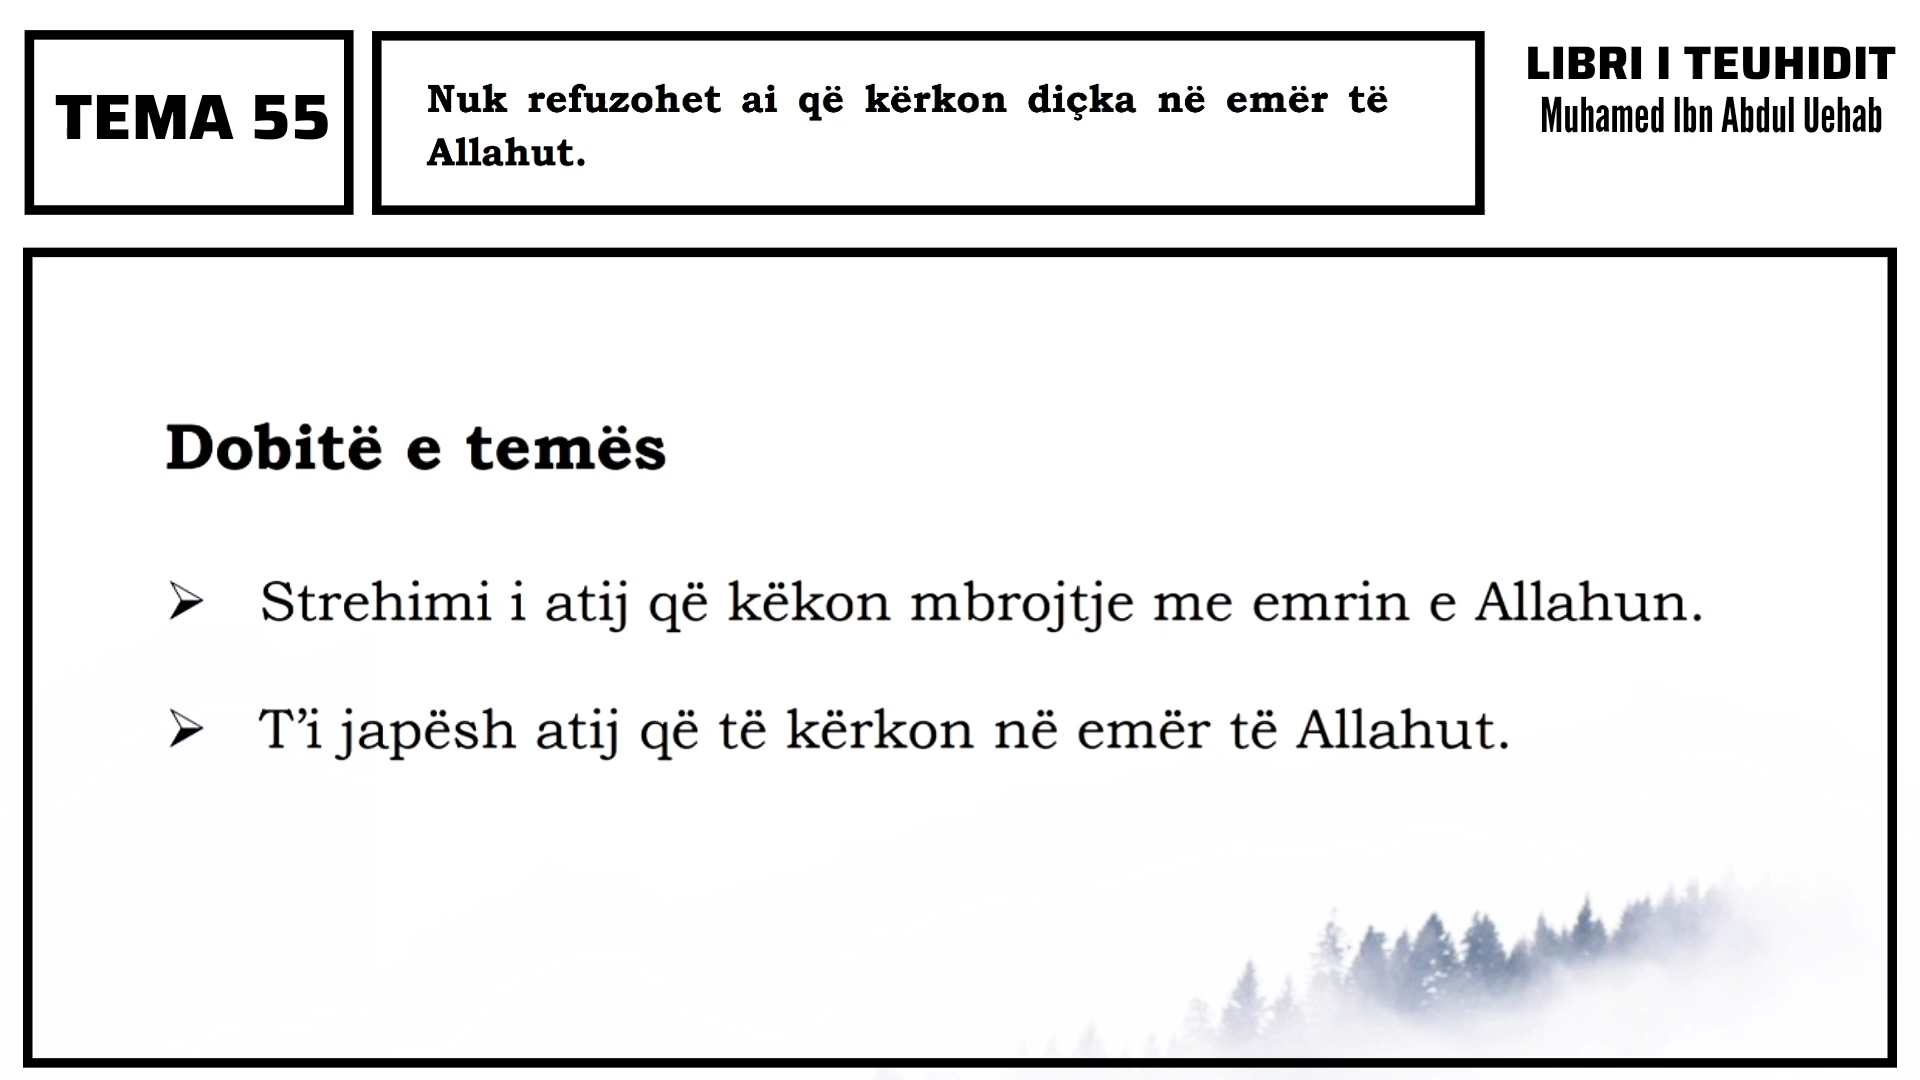 TEMA 55
Nuk refuzohet ai që kërkon diçka në emër të
Allahut.
LIBRI I TEUHIDIT
Muhamed Ibn Abdul Uehab
Dobitë e temës
➢ Strehimi i atij që këkon mbrojtje me emrin e Allahun.
➢ T’i japësh atij që të kërkon në emër të Allahut.